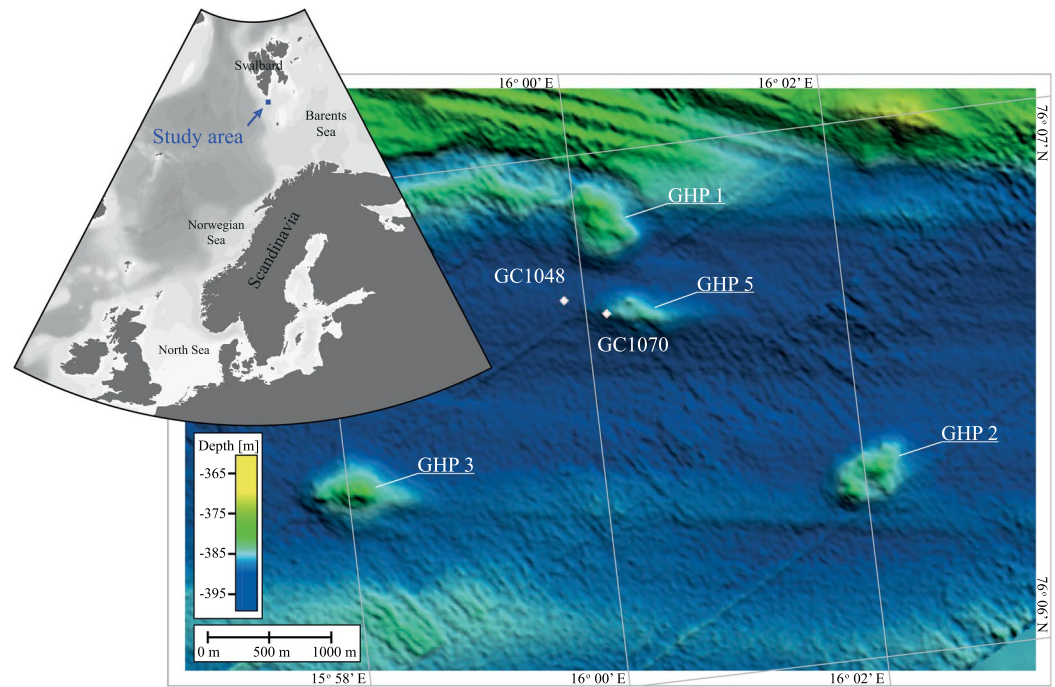 Svalbard
Study area
Barents
Sea
Norwegian
Sea
Scandinavia
North Sea
16° 00’ E
16° 02’ E
76° 07’ N
GHP 1
GC1048
GHP 5
GC1070
GHP 2
GHP 3
Depth [m]
-365
-375
-385
-395
0 m 500 m 1000 m
76° 06’ N
15° 58’ E
16° 00’ E
16° 02’ E